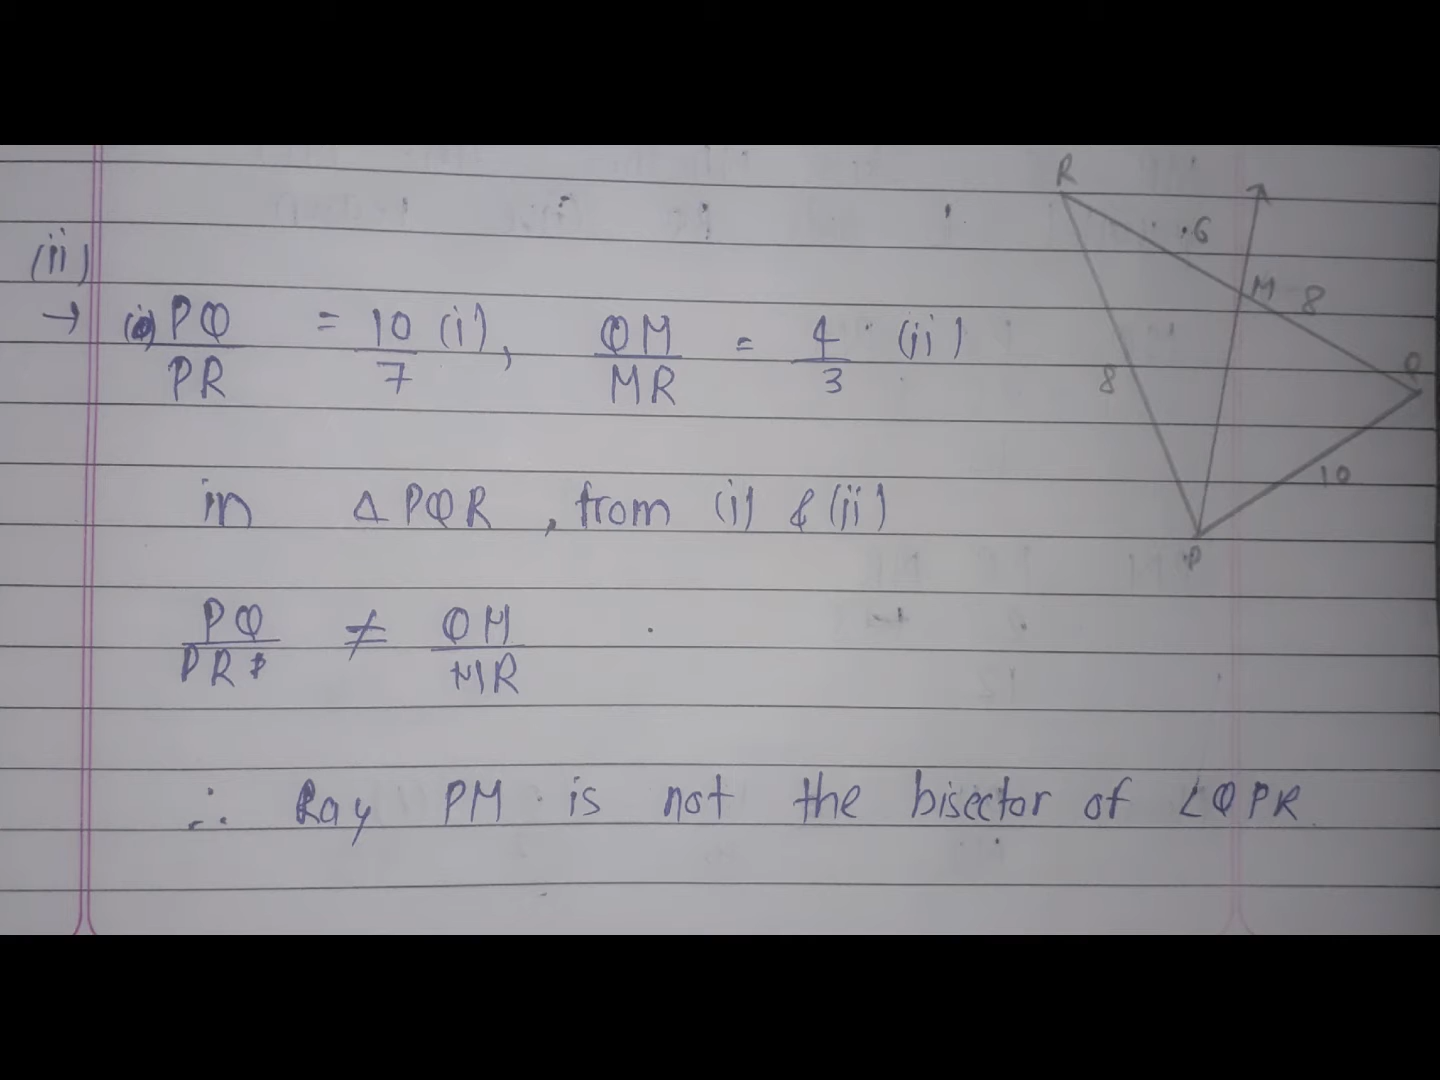 R
6
(ii)
M 8
→ (i) PQ = 10 (i), QM = 4 (ii)
PR 7 MR 3
8
Q
10
in Δ PQR, from (i) & (ii)
P
PQ ≠ QM
PR MR
∴ Ray PM is not the bisector of ∠QPR